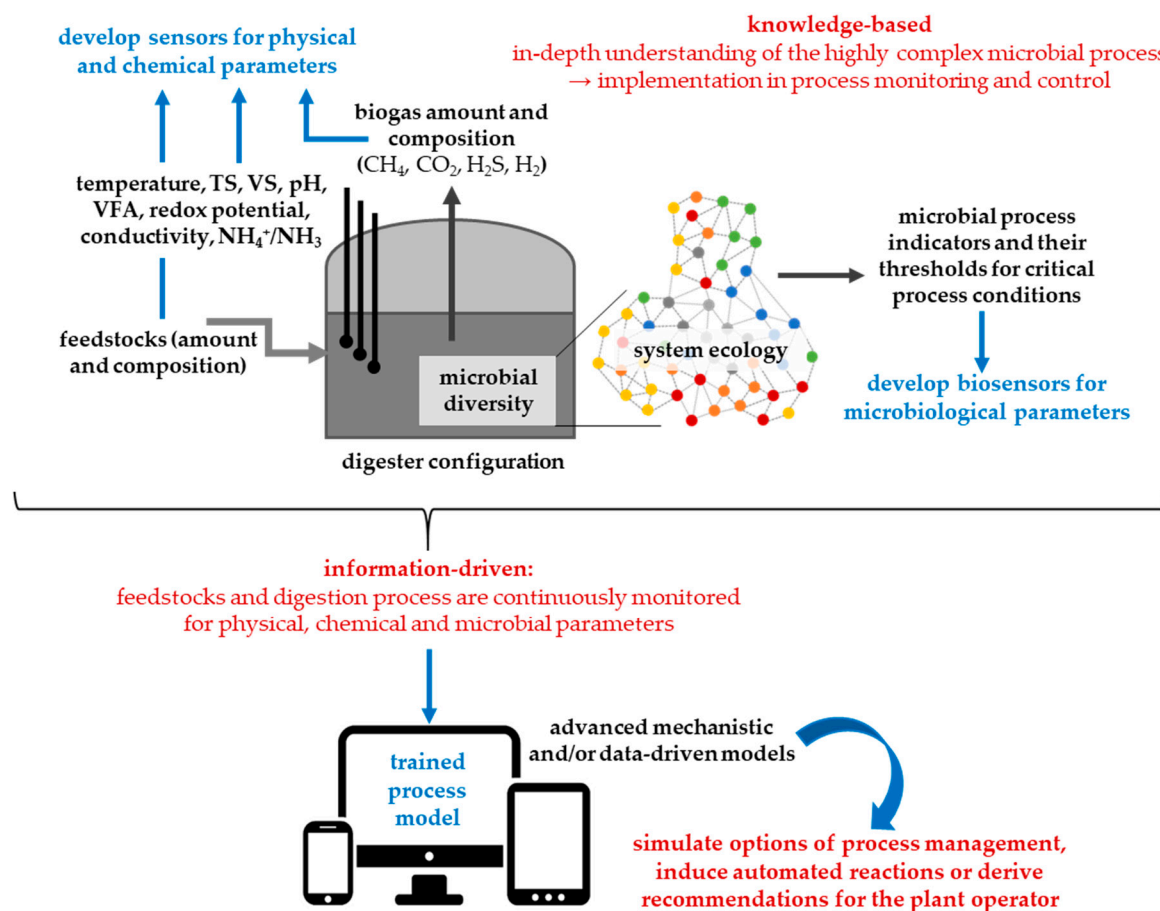 develop sensors for physical
and chemical parameters
knowledge-based
in-depth understanding of the highly complex microbial process
→ implementation in process monitoring and control
biogas amount and
composition
(CH₄, CO₂, H₂S, H₂)
temperature, TS, VS, pH,
VFA, redox potential,
conductivity, NH₄⁺/NH₃
feedstocks (amount
and composition)
microbial
diversity
digester configuration
system ecology
microbial process
indicators and their
thresholds for critical
process conditions
develop biosensors for
microbiological parameters
information-driven:
feedstocks and digestion process are continuously monitored
for physical, chemical and microbial parameters
trained
process
model
advanced mechanistic
and/or data-driven models
simulate options of process management,
induce automated reactions or derive
recommendations for the plant operator